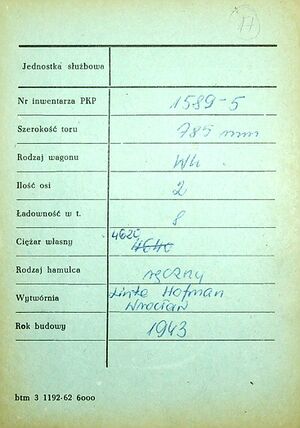 17
Jednostka służbowa
Nr inwentarza PKP 1589-5
Szerokość toru 785 mm
Rodzaj wagonu Wh
Ilość osi 2
Ładowność w t. 8
Ciężar własny 4620
Rodzaj hamulca ręczny
Wytwórnia Linke Hofman
Wrocław
Rok budowy 1943
btm 3 1192-62 6000